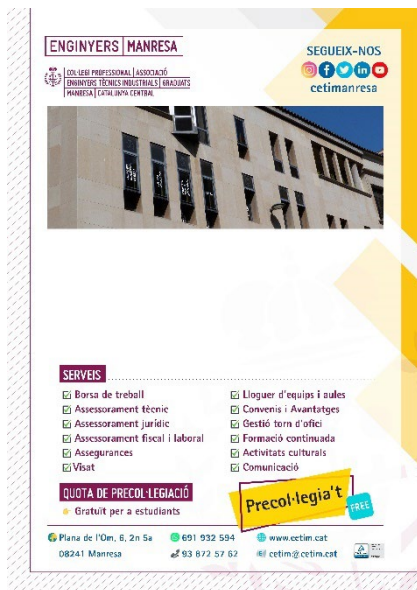 ENGINYERS MANRESA
COL·LEGI PROFESSIONAL ASSOCIACIÓ
ENGINYERS TÈCNICS INDUSTRIALS GRADUATS
MANRESA CATALUNYA CENTRAL
SEGUEIX-NOS
cetimanresa
SERVEIS
Borsa de treball
Assessorament tècnic
Assessorament jurídic
Assessorament fiscal i laboral
Assegurances
Visat
Lloguer d'equips i aules
Convenis i Avantatges
Gestió torn d'ofici
Formació continuada
Activitats culturals
Comunicació
QUOTA DE PRECOL·LEGIACIÓ
Gratuït per a estudiants
Precol·legia't
FREE
Plana de l'Om, 6, 2n 5a
08241 Manresa
691 932 594
93 872 57 62
www.cetim.cat
cetim@cetim.cat